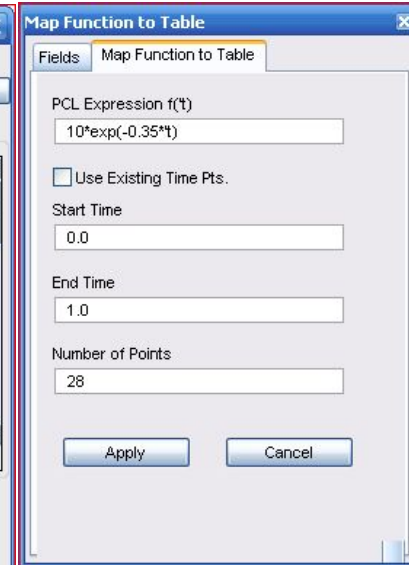 Map Function to Table
Fields
Map Function to Table
PCL Expression f('t)
10*exp(-0.35*'t)
Use Existing Time Pts.
Start Time
0.0
End Time
1.0
Number of Points
28
Apply
Cancel